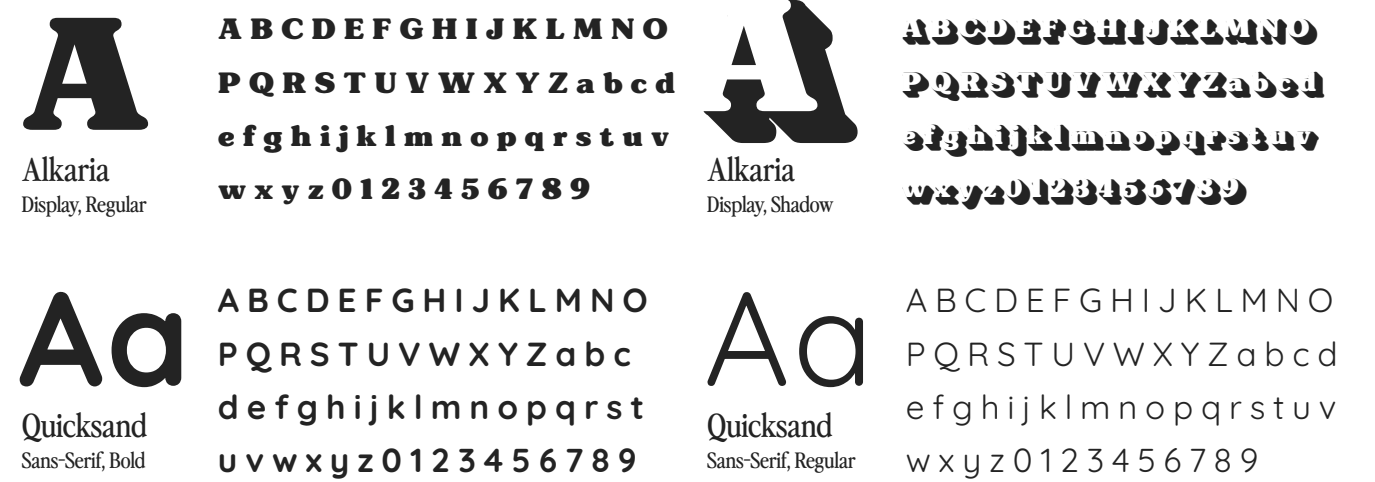 A
A B C D E F G H I J K L M N O
P Q R S T U V W X Y Z a b c d
e f g h i j k l m n o p q r s t u v
w x y z 0 1 2 3 4 5 6 7 8 9
Alkaria
Display, Regular
A
A B C D E F G H I J K L M N O
P Q R S T U V W X Y Z a b c d
e f g h i j k l m n o p q r s t u v
w x y z 0 1 2 3 4 5 6 7 8 9
Alkaria
Display, Shadow
Aa
A B C D E F G H I J K L M N O
P Q R S T U V W X Y Z a b c
d e f g h i j k l m n o p q r s t
u v w x y z 0 1 2 3 4 5 6 7 8 9
Quicksand
Sans-Serif, Bold
Aa
A B C D E F G H I J K L M N O
P Q R S T U V W X Y Z a b c d
e f g h i j k l m n o p q r s t u v
w x y z 0 1 2 3 4 5 6 7 8 9
Quicksand
Sans-Serif, Regular